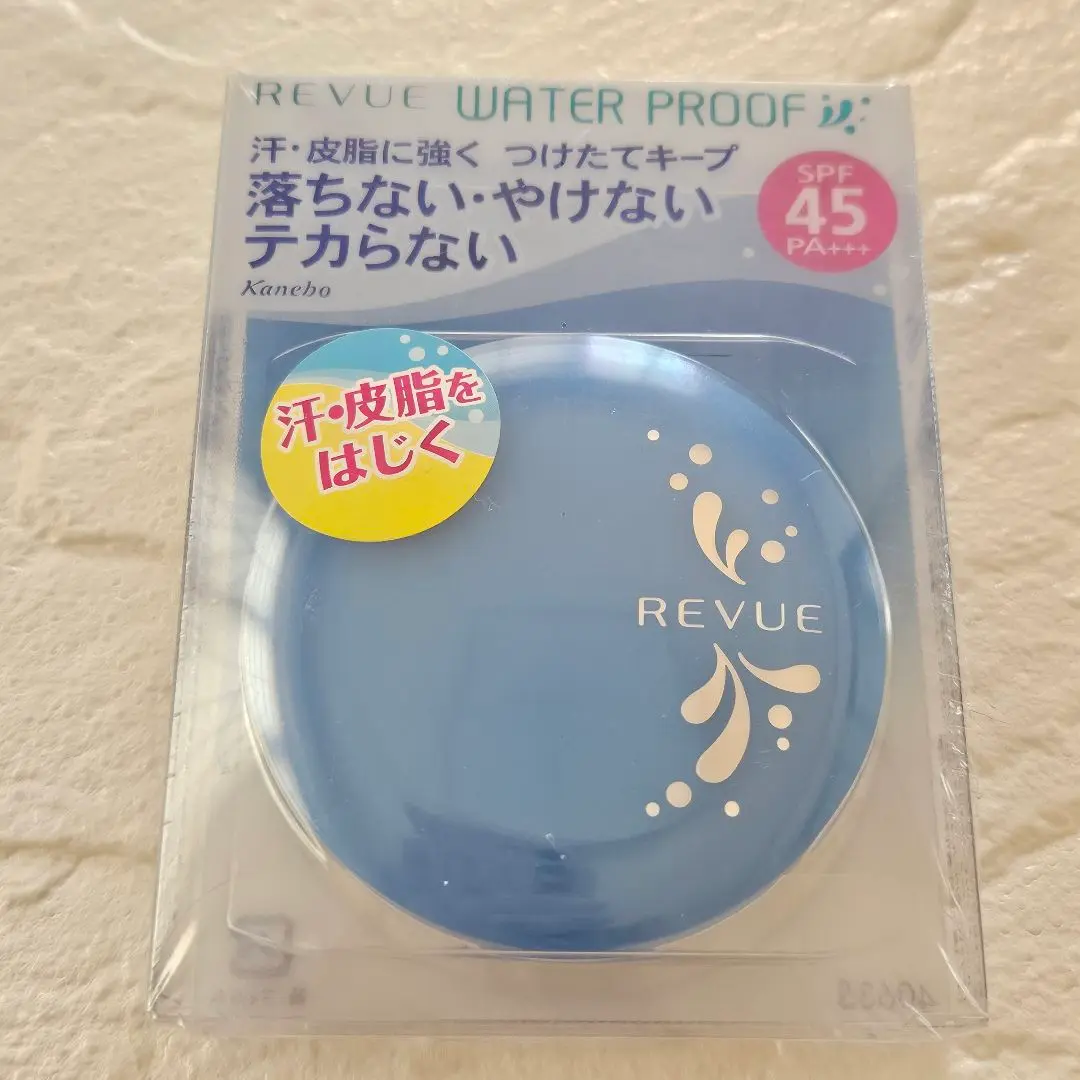 REVUE WATER PROOF
汗・皮脂に強く つけたてキープ
落ちない・やけない
テカらない
Kanebo
SPF
45
PA+++
汗・皮脂を
はじく
REVUE